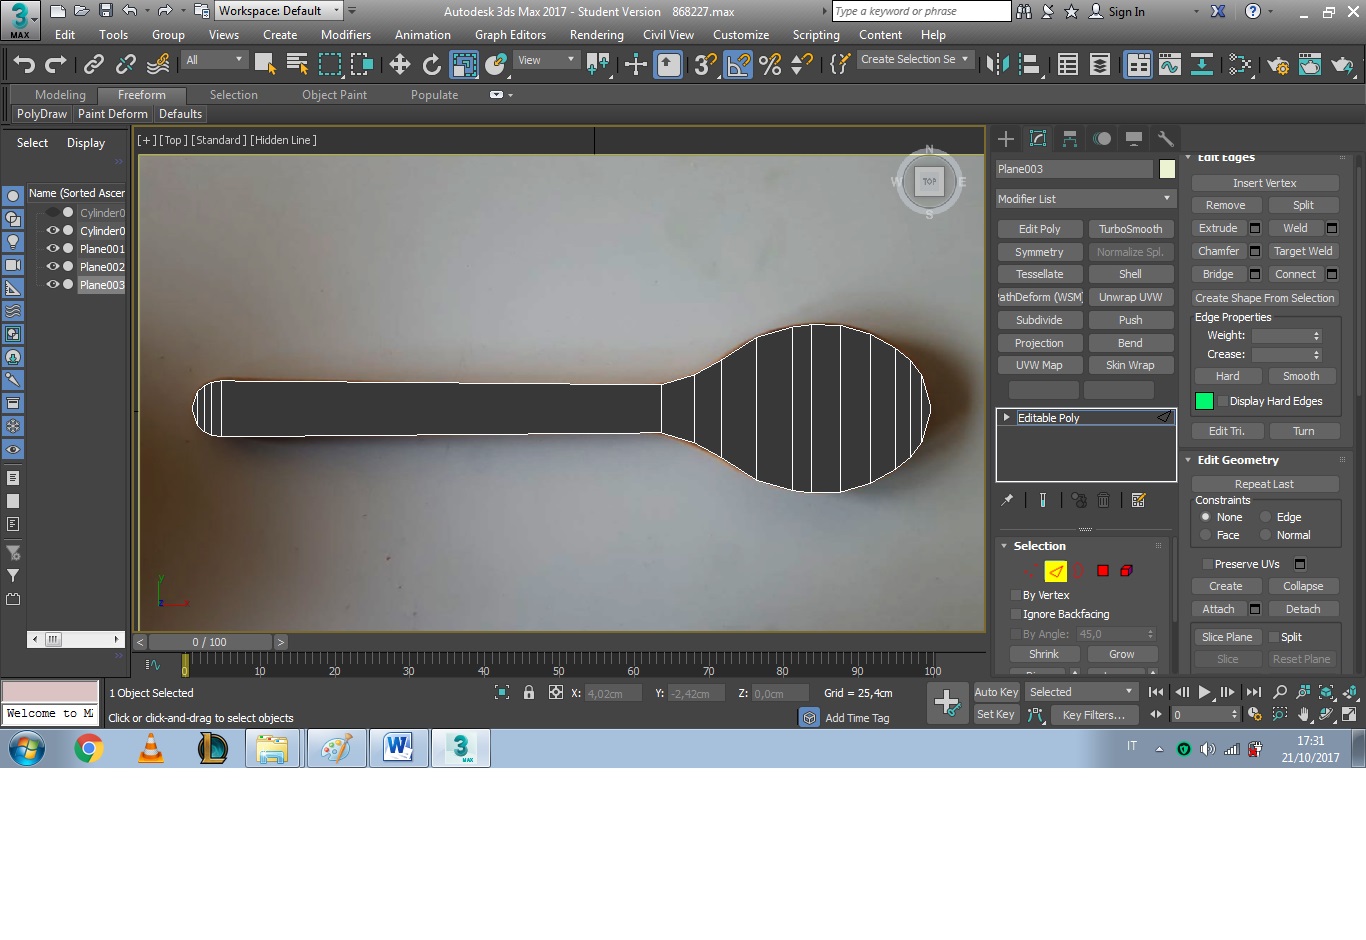 3 MAX Workspace: Default Autodesk 3ds Max 2017 - Student Version 868227.max Type a keyword or phrase Sign In
Edit Tools Group Views Create Modifiers Animation Graph Editors Rendering Civil View Customize Scripting Content Help
All View Create Selection Se
Modeling Freeform Selection Object Paint Populate
PolyDraw Paint Deform Defaults
Select Display
Name (Sorted Ascer
Cylinder0
Cylinder0
Plane001
Plane002
Plane003
[+] [Top] [Standard] [Hidden Line]
N
W TOP E
S
y
z x
Plane003
Modifier List
Edit Poly TurboSmooth
Symmetry Normalize Spl.
Tessellate Shell
athDeform (WSM) Unwrap UVW
Subdivide Push
Projection Bend
UVW Map Skin Wrap
Editable Poly
Selection
By Vertex
Ignore Backfacing
By Angle: 45,0
Shrink Grow
Edit Edges
Insert Vertex
Remove Split
Extrude Weld
Chamfer Target Weld
Bridge Connect
Create Shape From Selection
Edge Properties
Weight:
Crease:
Hard Smooth
Display Hard Edges
Edit Tri. Turn
Edit Geometry
Repeat Last
Constraints
None Edge
Face Normal
Preserve UVs
Create Collapse
Attach Detach
Slice Plane Split
Slice Reset Plane
< 0 / 100 >
0 10 20 30 40 50 60 70 80 90 100
1 Object Selected X: 4,02cm Y: -2,42cm Z: 0,0cm Grid = 25,4cm Auto Key Selected
Welcome to M Click or click-and-drag to select objects Add Time Tag Set Key Key Filters... 0
W 3 MAX IT 17:31
21/10/2017